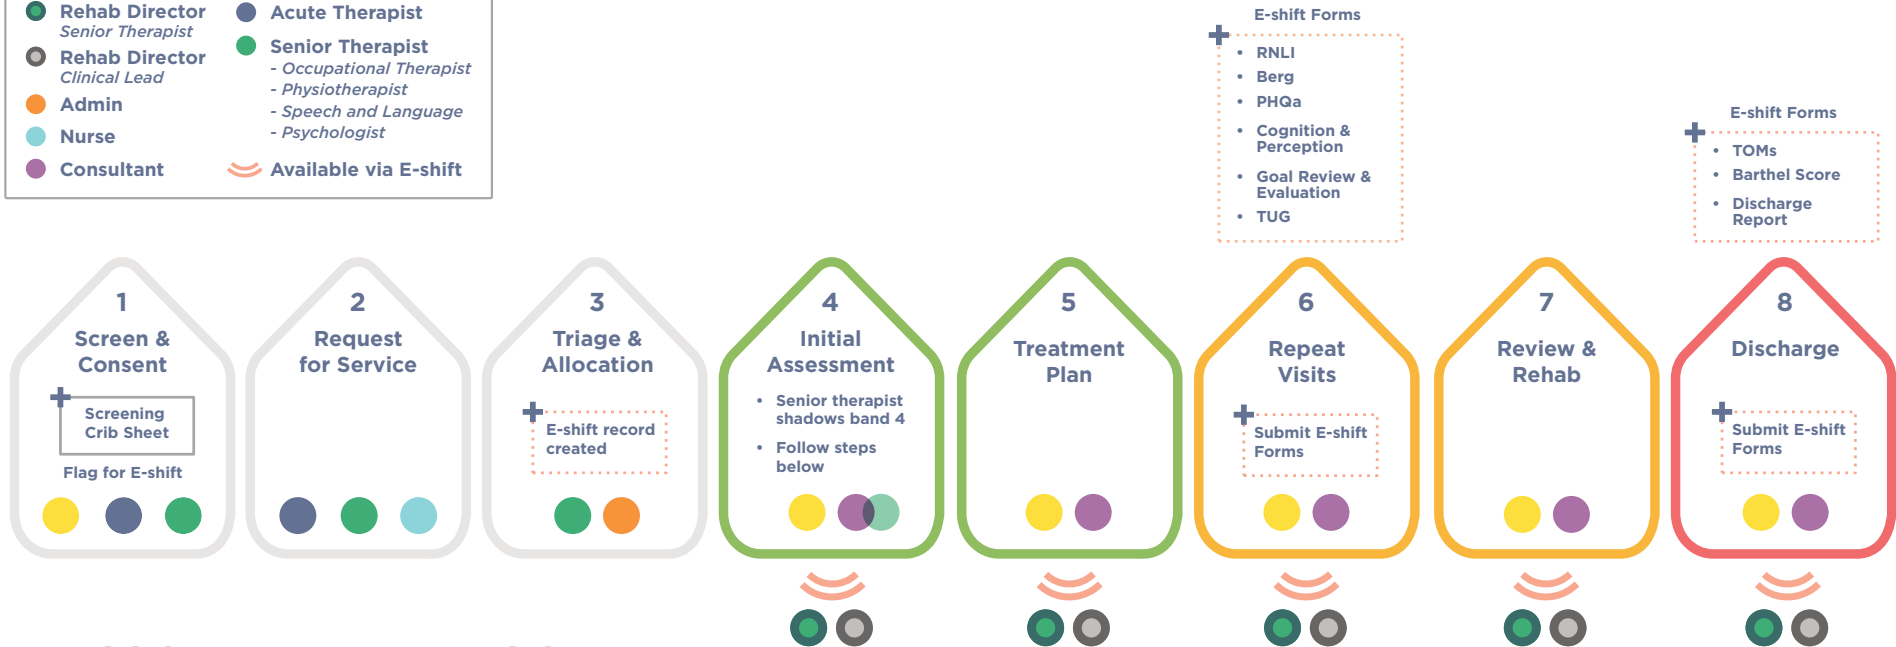 Rehab Director
Senior Therapist
Rehab Director
Clinical Lead
Admin
Nurse
Consultant
Acute Therapist
Senior Therapist
- Occupational Therapist
- Physiotherapist
- Speech and Language
- Psychologist
Available via E-shift
E-shift Forms
• RNLI
• Berg
• PHQa
• Cognition &
Perception
• Goal Review &
Evaluation
• TUG
E-shift Forms
• TOMs
• Barthel Score
• Discharge
Report
1
Screen &
Consent
Screening
Crib Sheet
Flag for E-shift
2
Request
for Service
3
Triage &
Allocation
E-shift record
created
4
Initial
Assessment
• Senior therapist
shadows band 4
• Follow steps
below
5
Treatment
Plan
6
Repeat
Visits
Submit E-shift
Forms
7
Review &
Rehab
8
Discharge
Submit E-shift
Forms